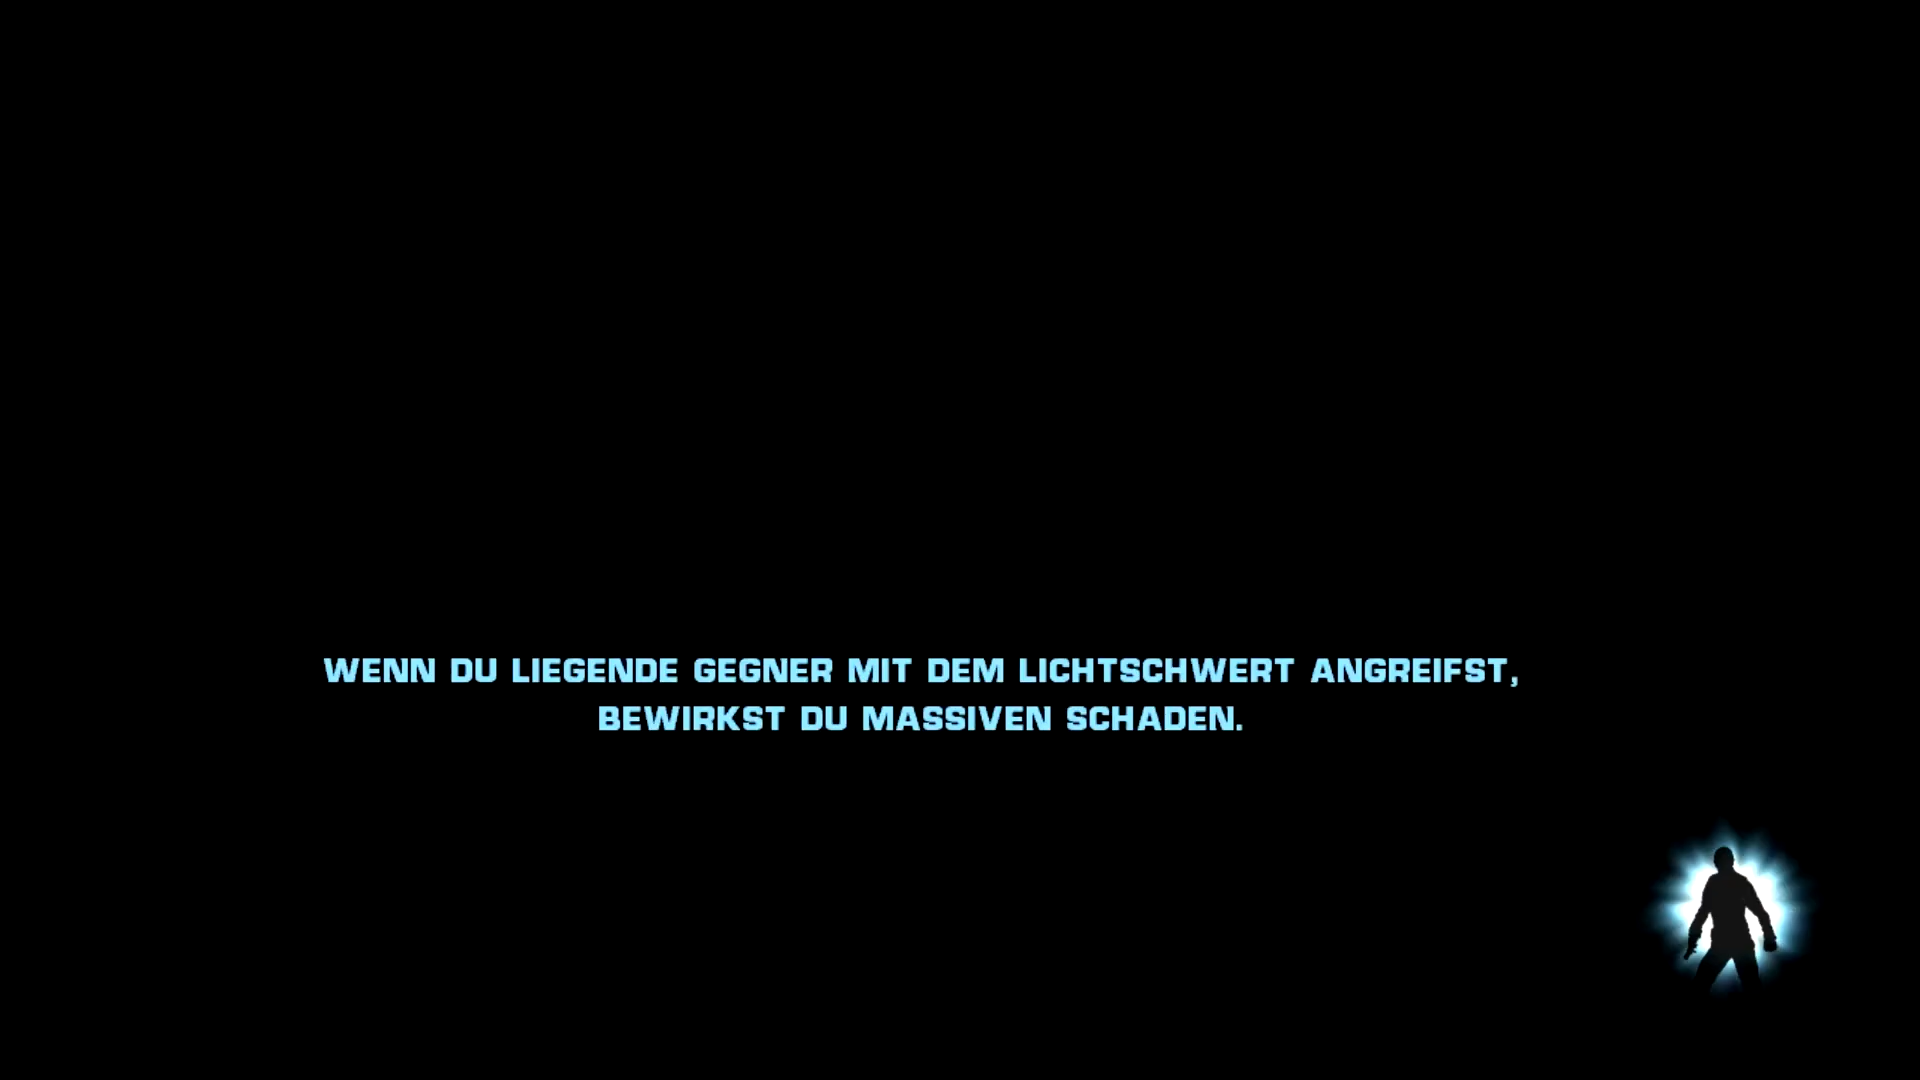 WENN DU LIEGENDE GEGNER MIT DEM LICHTSCHWERT ANGREIFST,
BEWIRKST DU MASSIVEN SCHADEN.